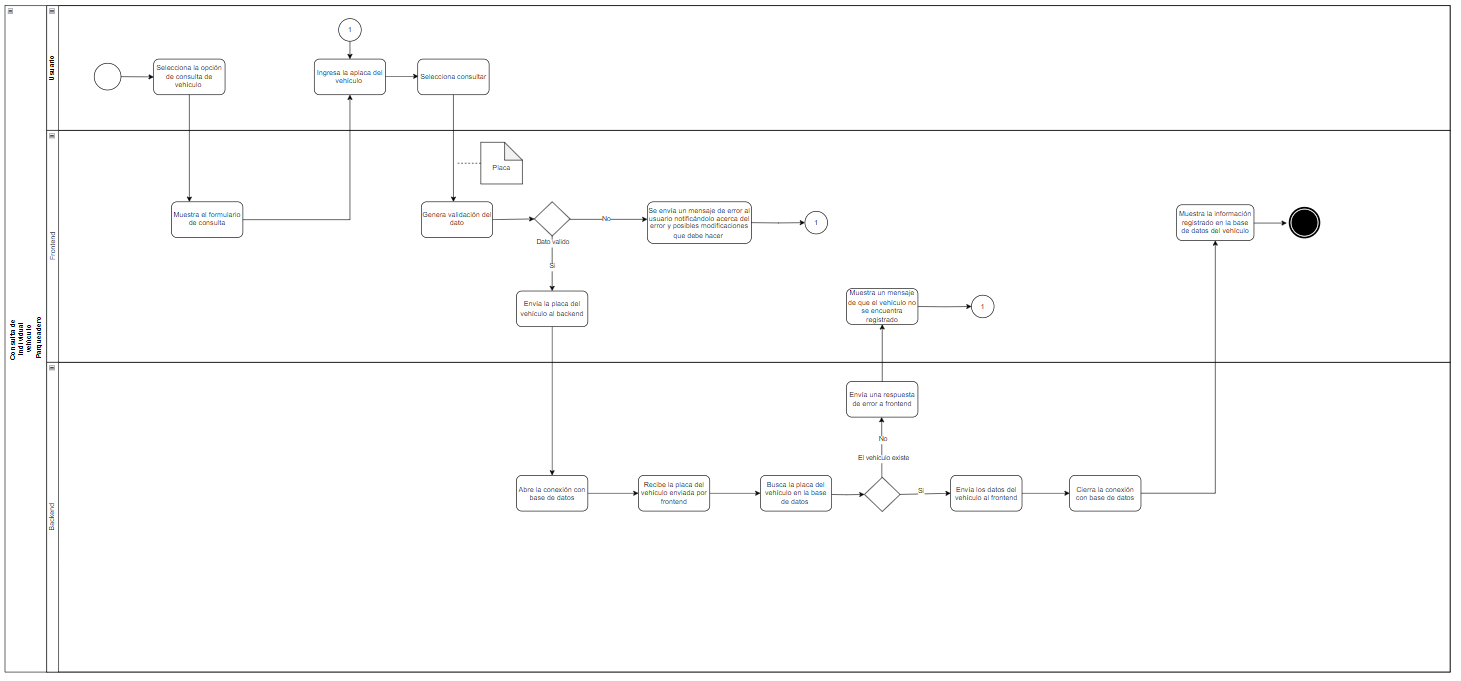 Consulta de
Individual
vehículo
Parqueadero
Usuario
1
Selecciona la opción
de consulta de
vehículo
Ingresa la aplaca del
vehículo
Selecciona consultar
Frontend
Placa
Muestra el formulario
de consulta
Genera validación del
dato
No
Dato valido
Si
Se envía un mensaje de error al
usuario notificándolo acerca del
error y posibles modificaciones
que debe hacer
1
Muestra la información
registrado en la base
de datos del vehículo
Envía la placa del
vehículo al backend
Muestra un mensaje
de que el vehículo no
se encuentra
registrado
1
Backend
Envía una respuesta
de error a frontend
No
El vehículo existe
Abre la conexión con
base de datos
Recibe la placa del
vehículo enviada por
frontend
Busca la placa del
vehículo en la base
de datos
Si
Envía los datos del
vehículo al frontend
Cierra la conexión
con base de datos